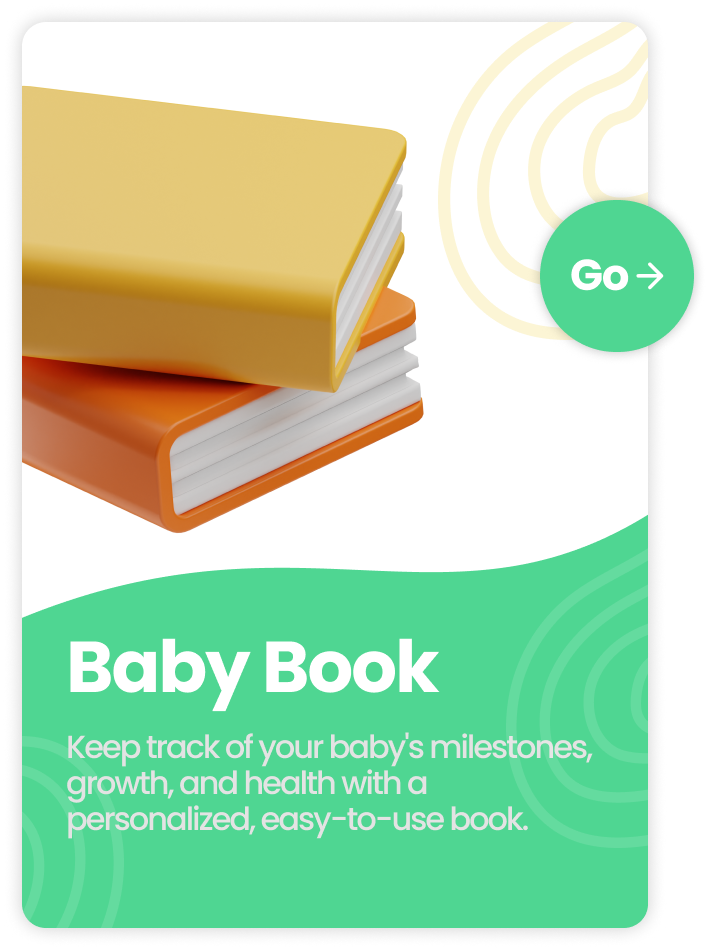 Go
Baby Book
Keep track of your baby's milestones,
growth, and health with a
personalized, easy-to-use book.